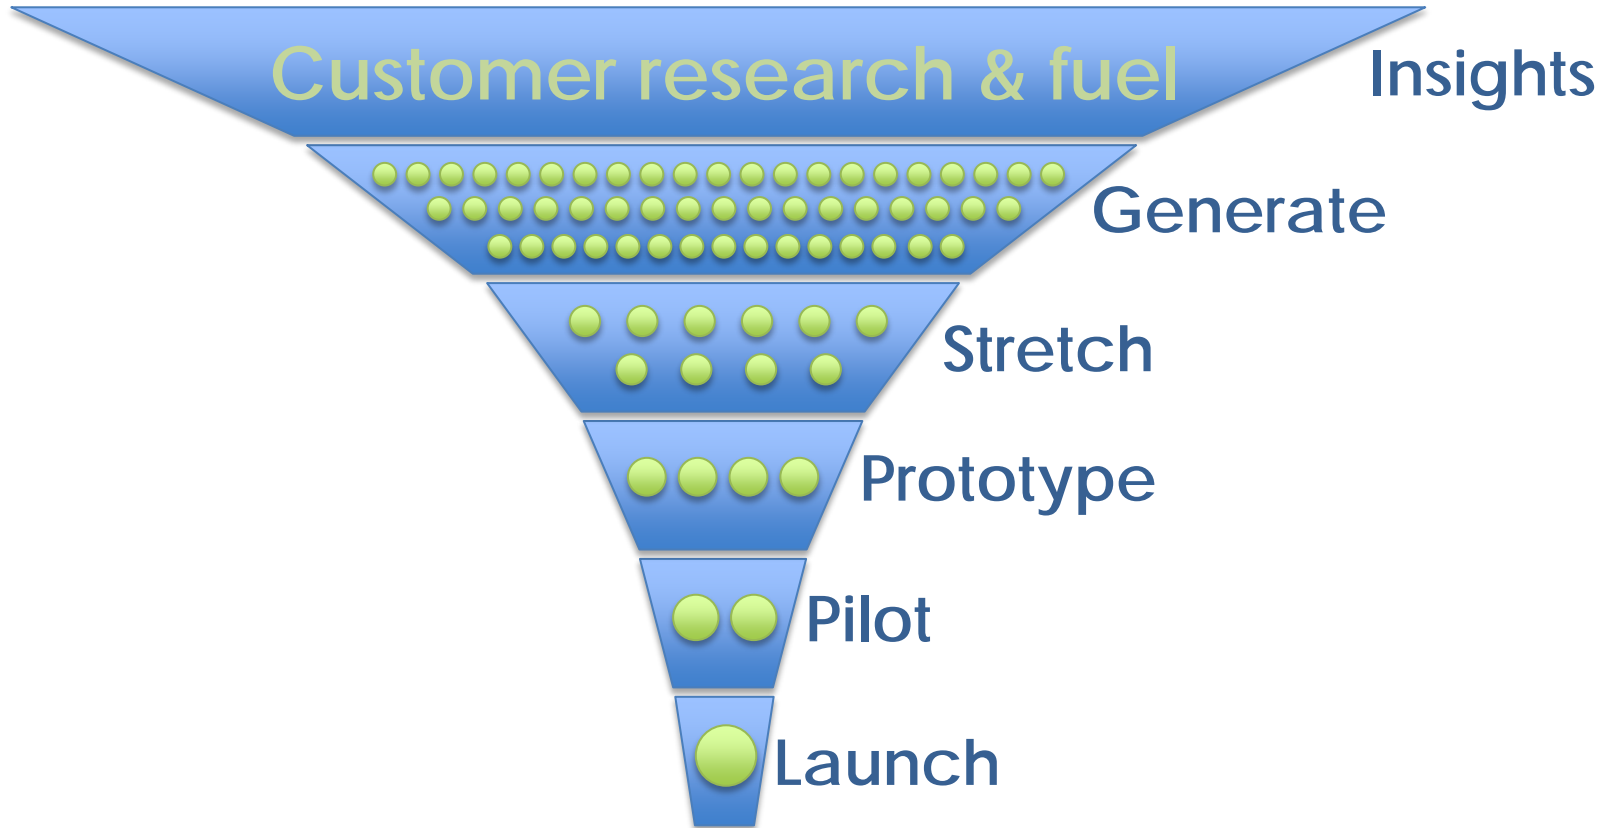 Customer research & fuel
Insights
Generate
Stretch
Prototype
Pilot
Launch